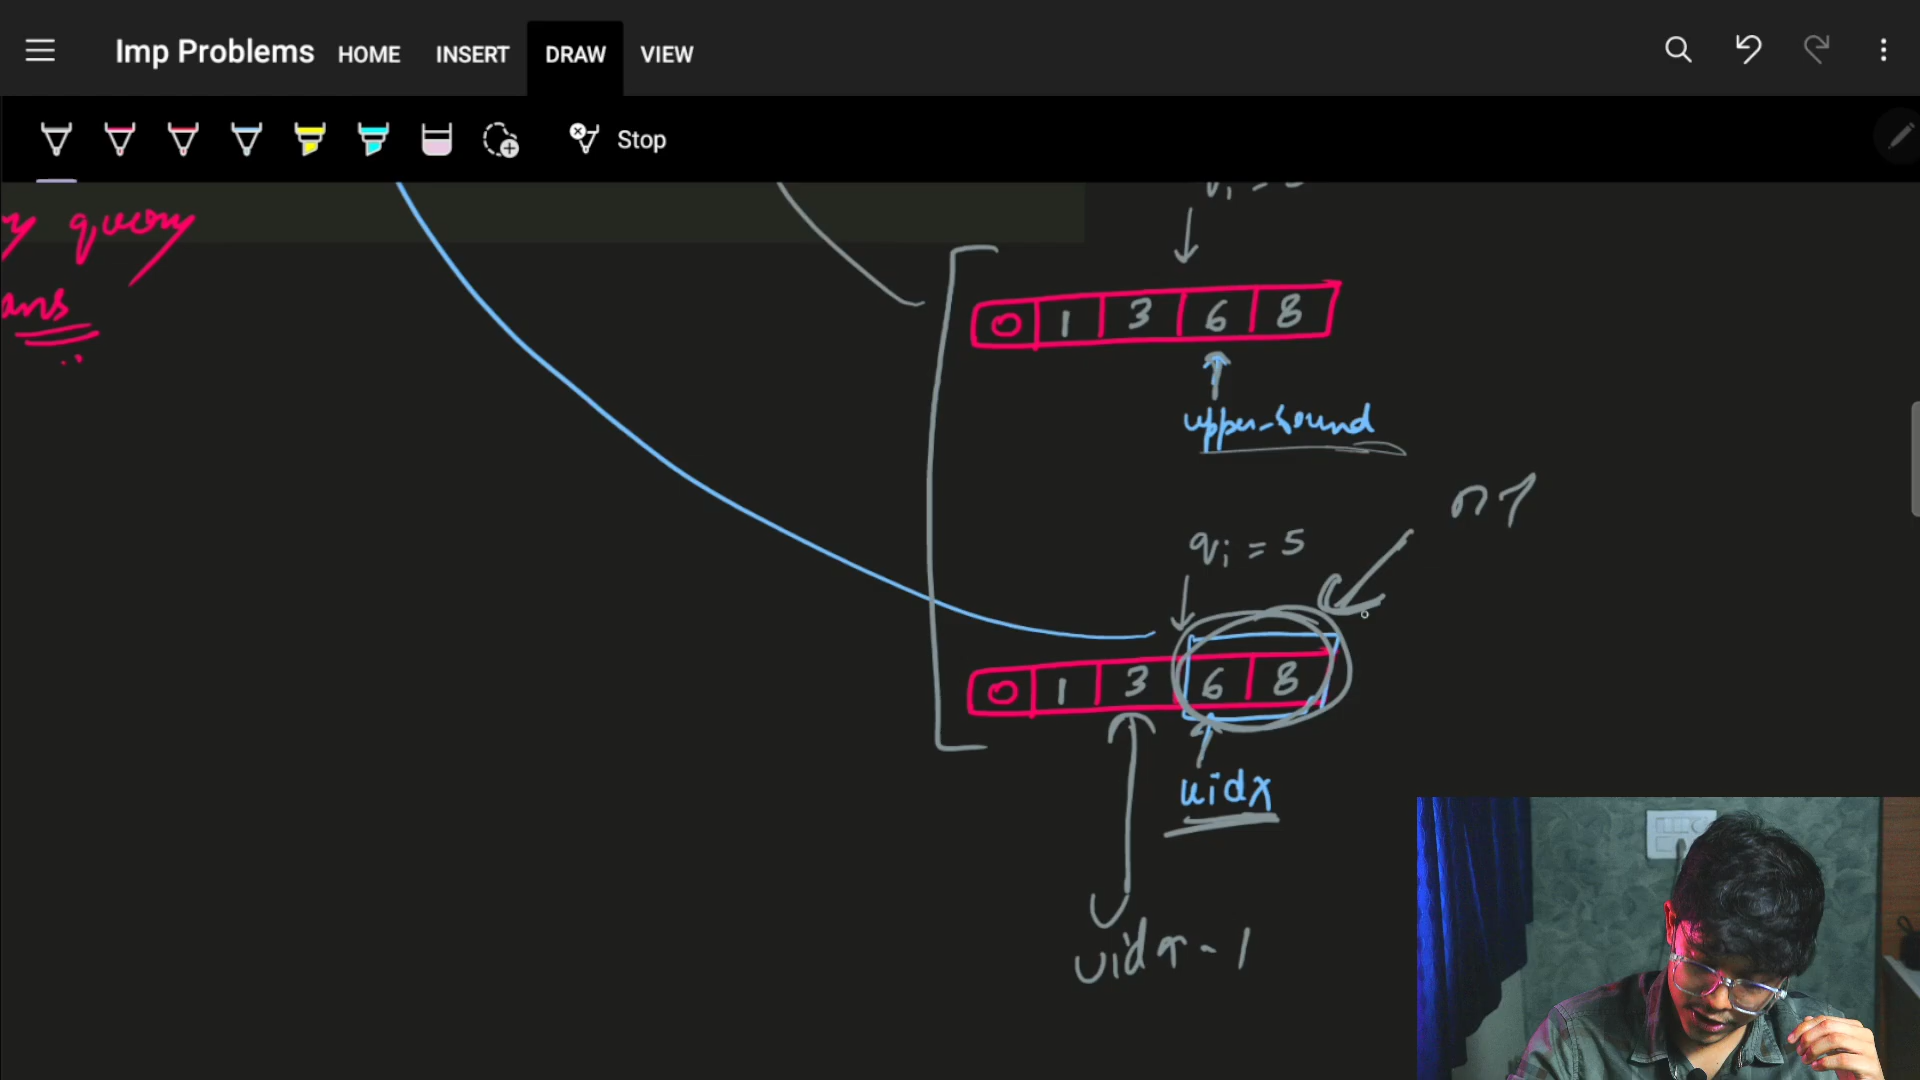 Imp Problems HOME INSERT DRAW VIEW
Stop
query
ans
0 1 3 6 8
upper-bound
qi = 5
0 1 3 6 8
uidx
uidx - 1